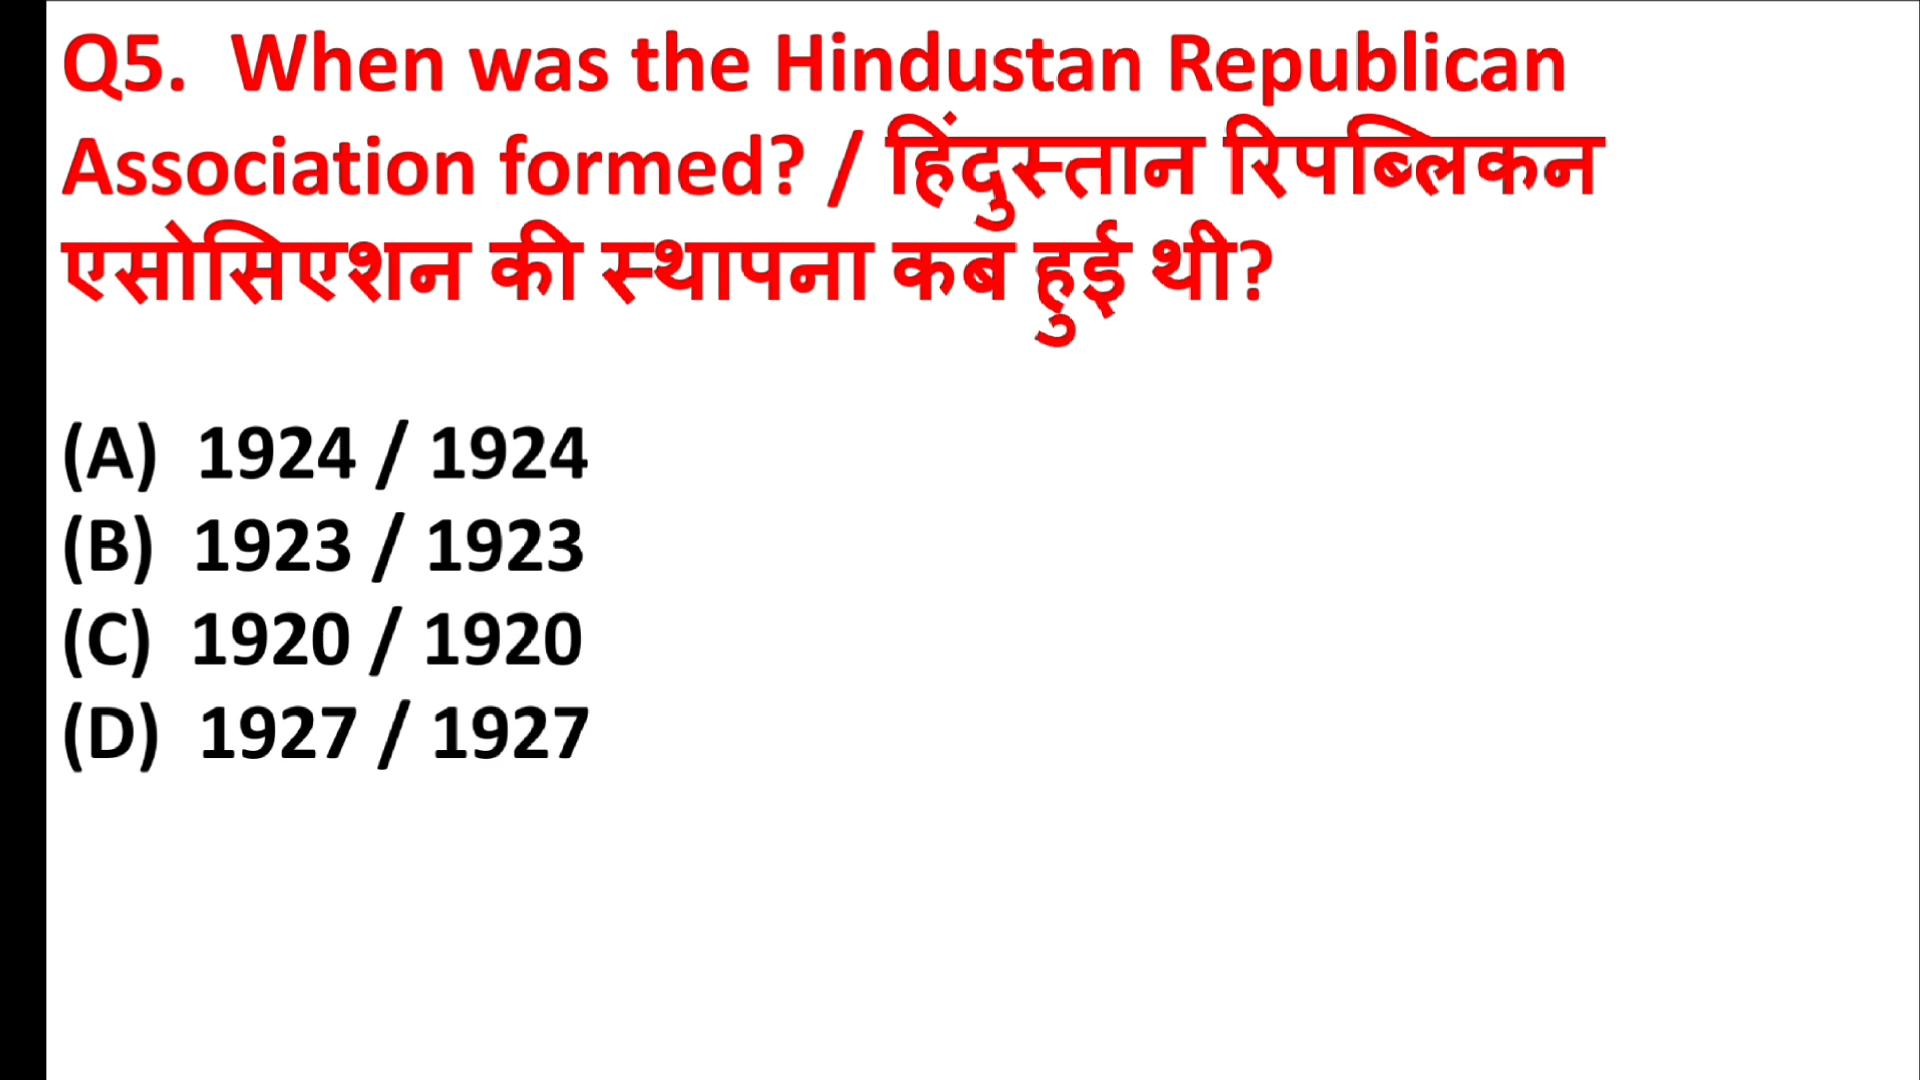 Q5. When was the Hindustan Republican
Association formed? / हिंदुस्तान रिपब्लिकन
एसोसिएशन की स्थापना कब हुई थी?
(A) 1924 / 1924
(B) 1923 / 1923
(C) 1920 / 1920
(D) 1927 / 1927